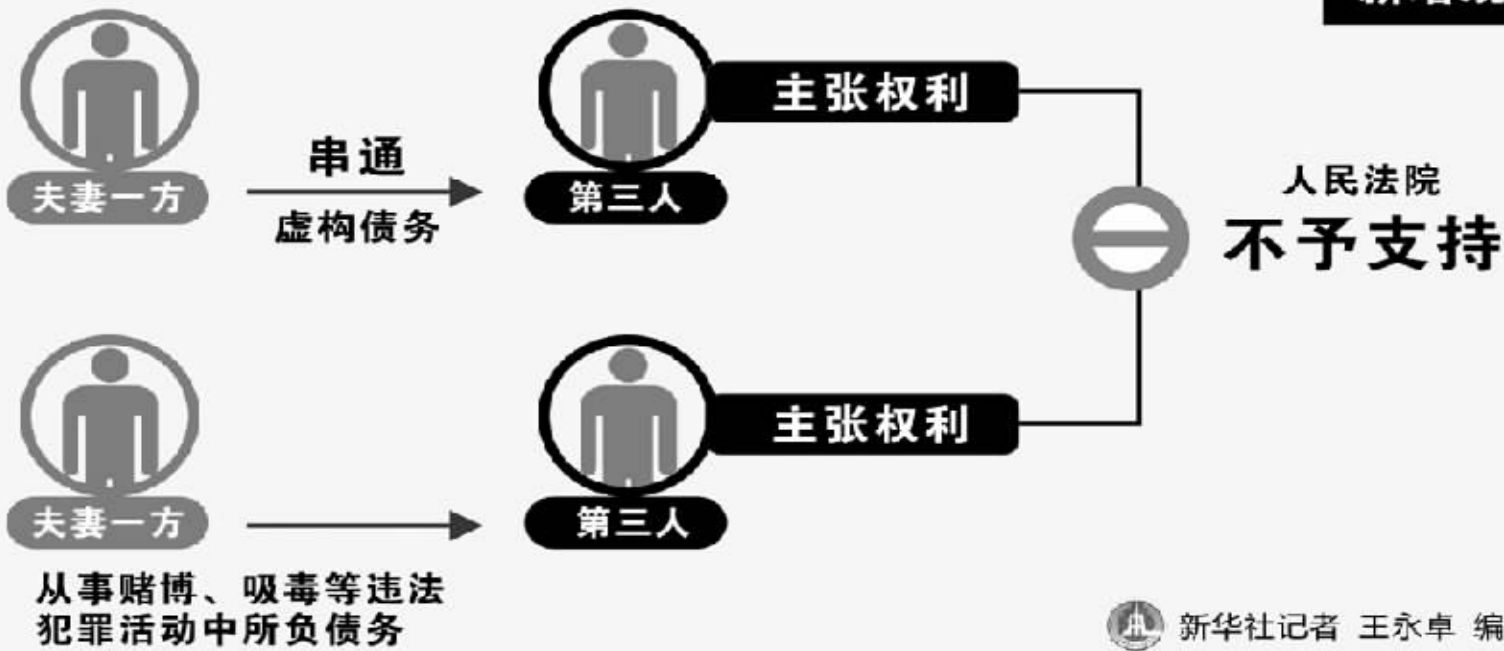 主张权利
串通
夫妻一方
虚构债务
第三人
人民法院
不予支持
主张权利
夫妻一方
第三人
从事赌博、吸毒等违法
犯罪活动中所负债务
新华社记者 王永卓 编